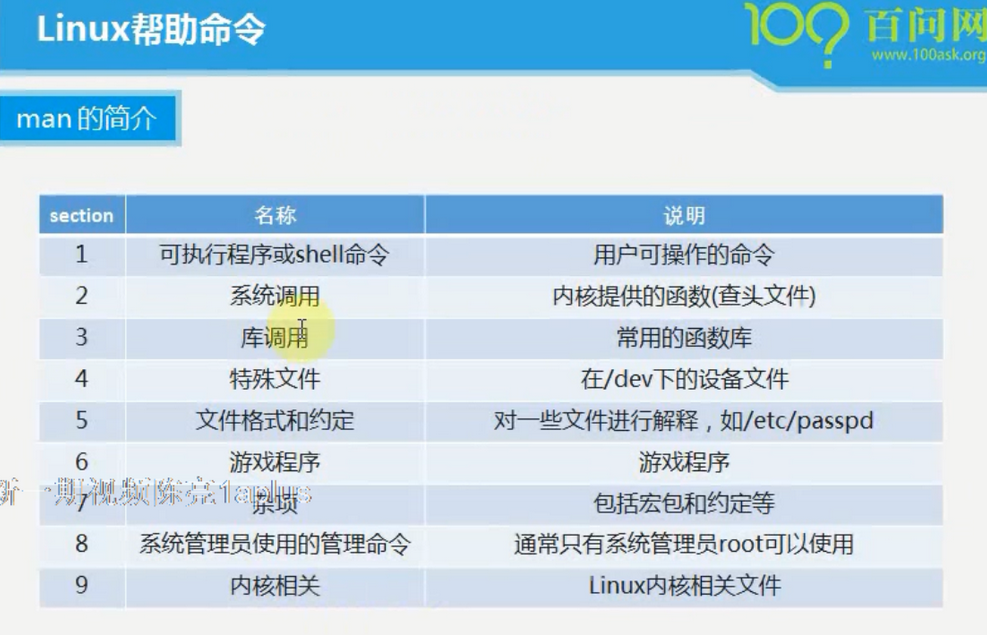 Linux帮助命令
100? 百问网
www.100ask.org
man 的简介
section 名称 说明
1 可执行程序或shell命令 用户可操作的命令
2 系统调用 内核提供的函数(查头文件)
3 库调用 常用的函数库
4 特殊文件 在/dev下的设备文件
5 文件格式和约定 对一些文件进行解释，如/etc/passpd
6 游戏程序 游戏程序
新一期视频陈亮1aplus
7 杂项 包括宏包和约定等
8 系统管理员使用的管理命令 通常只有系统管理员root可以使用
9 内核相关 Linux内核相关文件